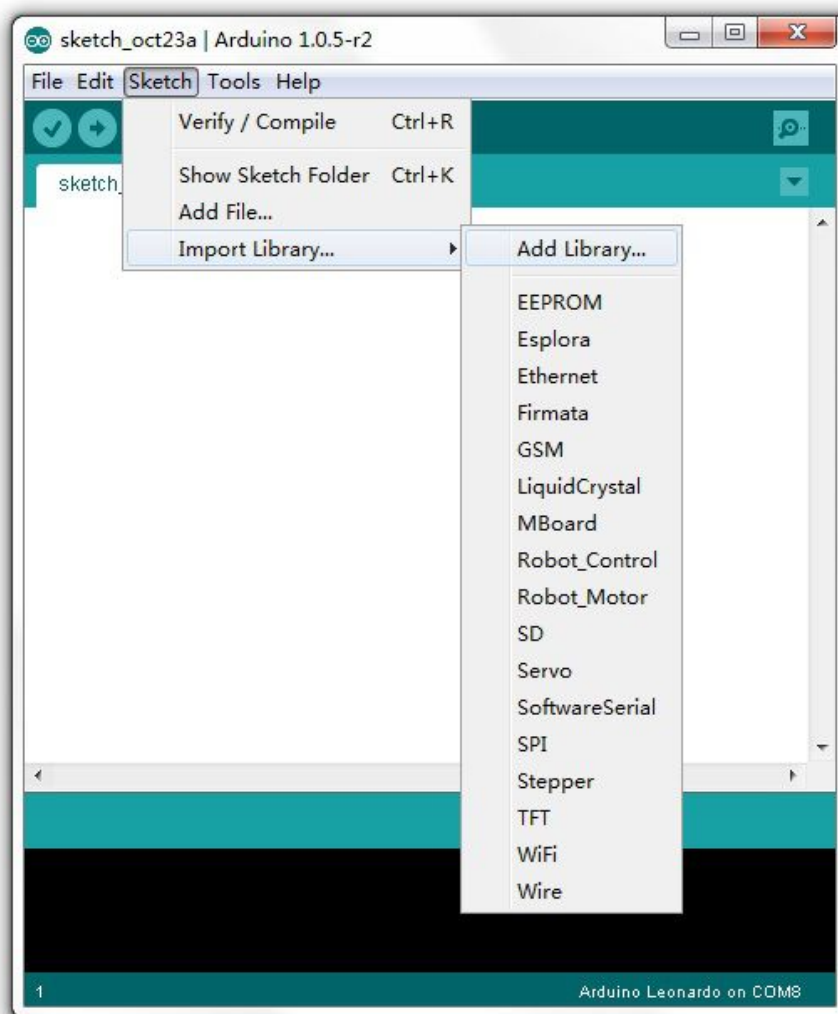 sketch_oct23a | Arduino 1.0.5-r2
File Edit Sketch Tools Help
Verify / Compile Ctrl+R
sketch_
Show Sketch Folder Ctrl+K
Add File...
Import Library...
Add Library...
EEPROM
Esplora
Ethernet
Firmata
GSM
LiquidCrystal
MBoard
Robot_Control
Robot_Motor
SD
Servo
SoftwareSerial
SPI
Stepper
TFT
WiFi
Wire
1 Arduino Leonardo on COM8